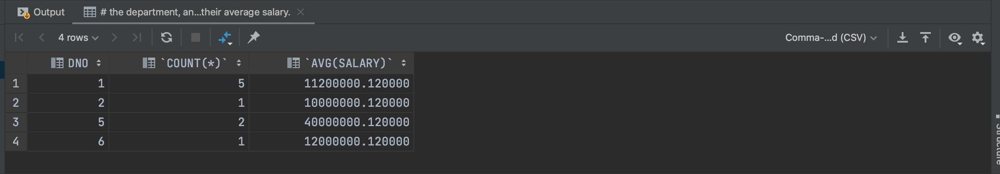 Output # the department, an...their average salary.
4 rows Comma-...d (CSV)
DNO `COUNT(*)` `AVG(SALARY)`
1 1 5 11200000.120000
2 2 1 10000000.120000
3 5 2 40000000.120000
4 6 1 12000000.120000
Structure